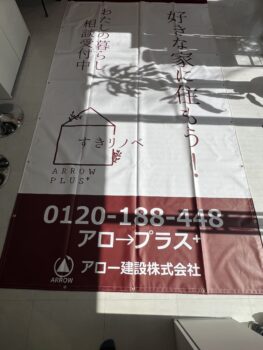 好きな家に住もう！
わたしの暮らし
相談受付中
すきリノベ
ARROW
PLUS+
0120-188-448
アロー→プラス+
ARROW
アロー建設株式会社